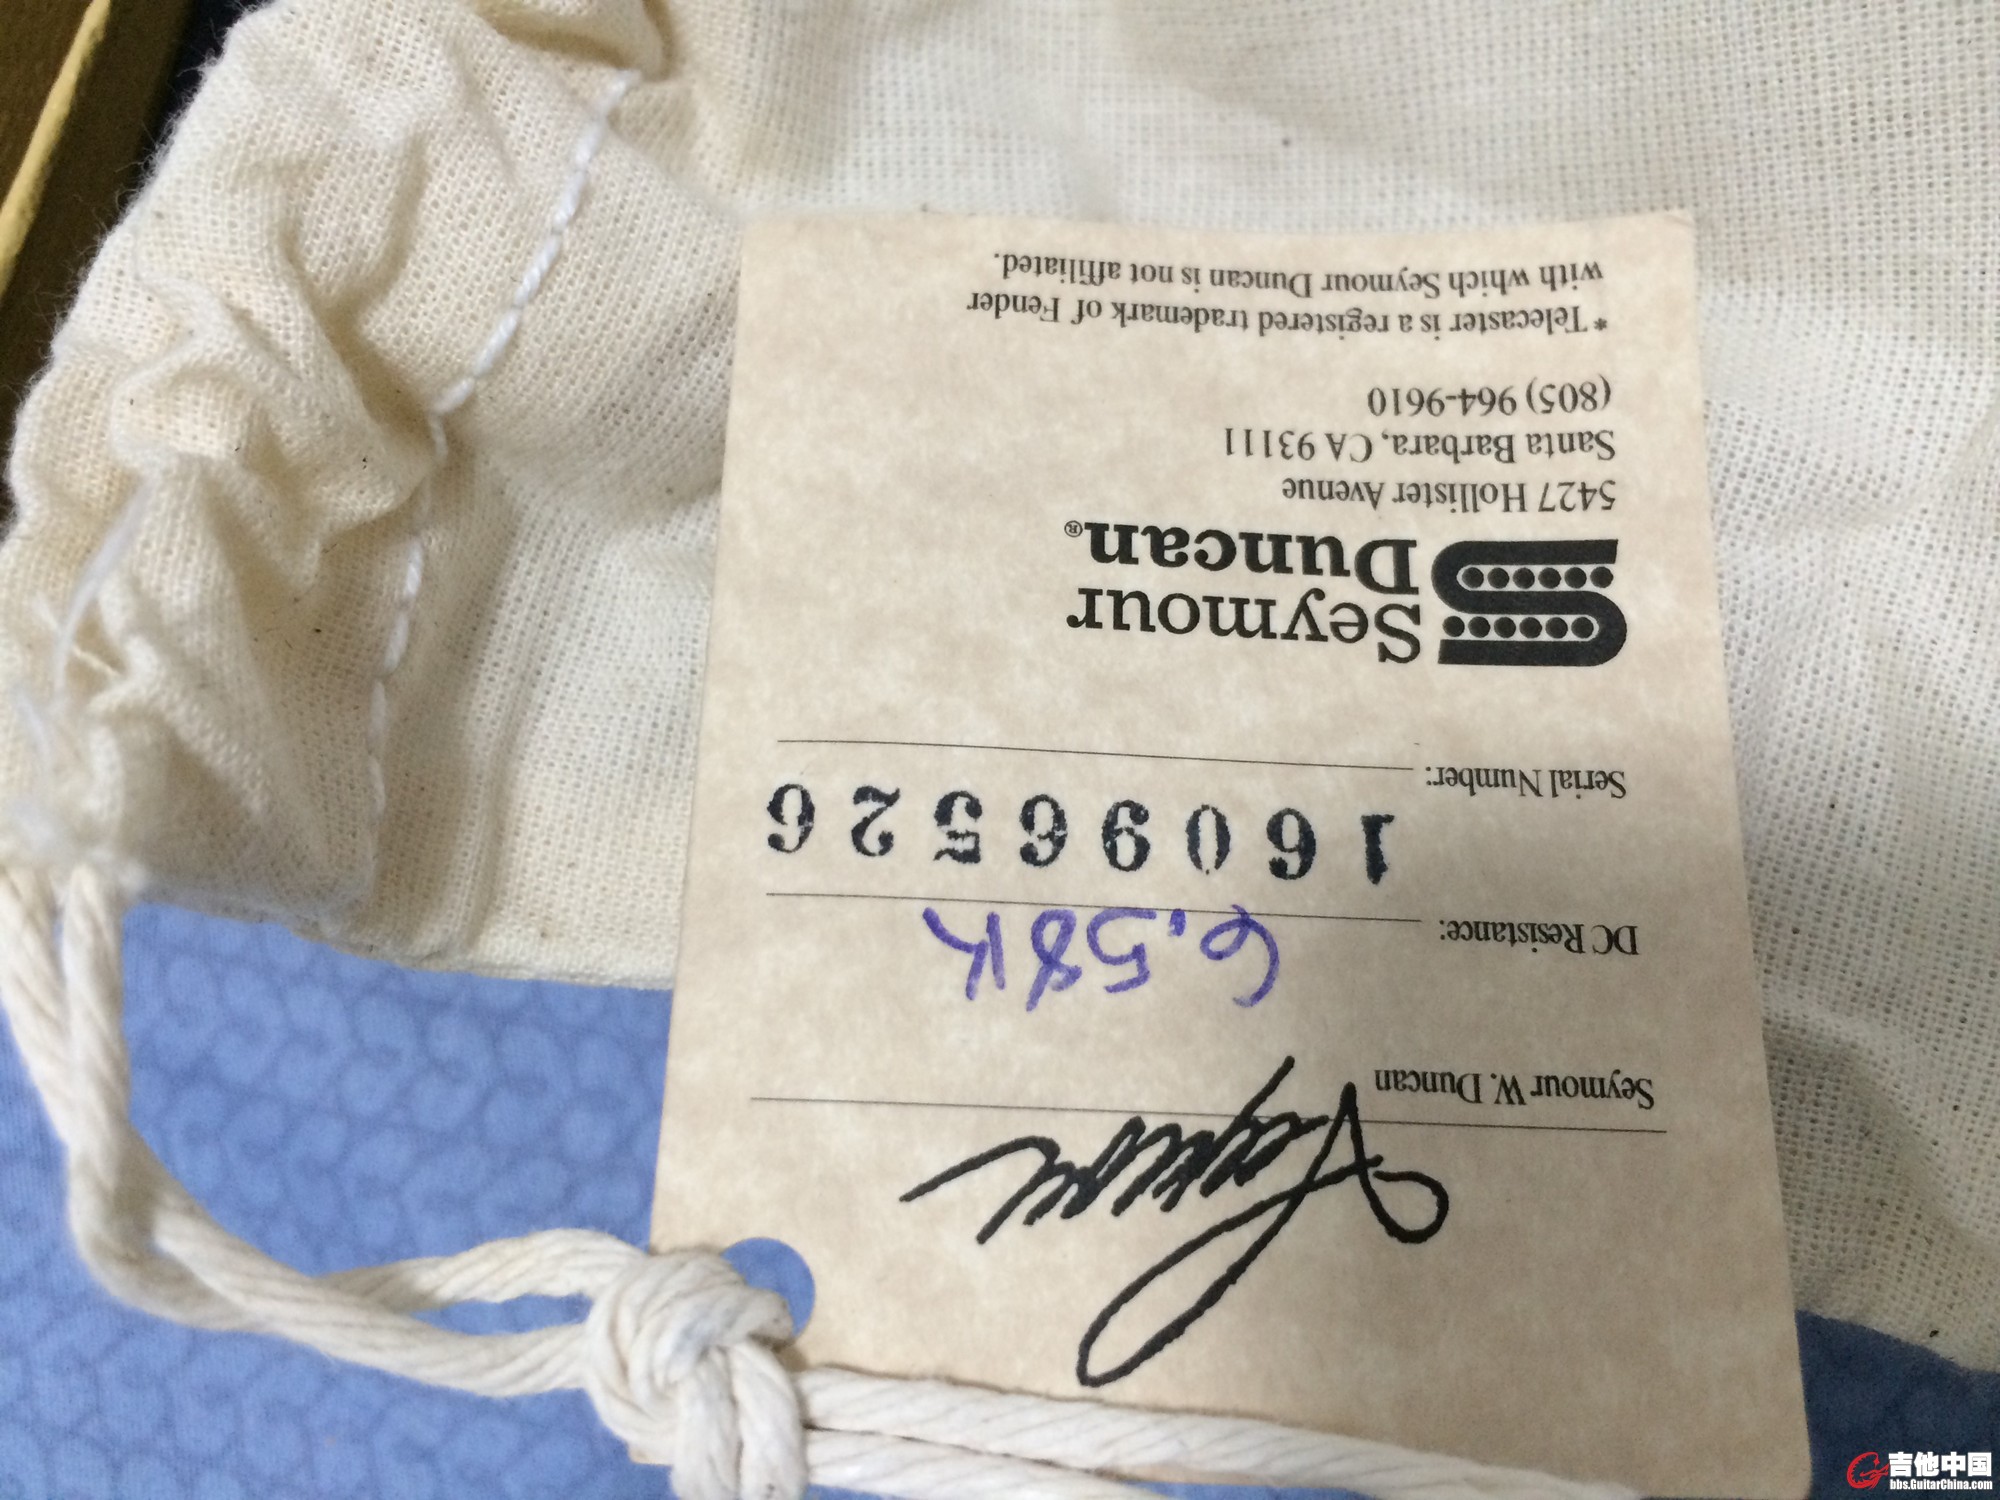 Seymour
Seymour W. Duncan
DC Resistance: 6.58K
Serial Number: 16096526
Seymour
Duncan®
5427 Hollister Avenue
Santa Barbara, CA 93111
(805) 964-9610
*Telecaster is a registered trademark of Fender
with which Seymour Duncan is not affiliated.
吉他中国
bbs.GuitarChina.com